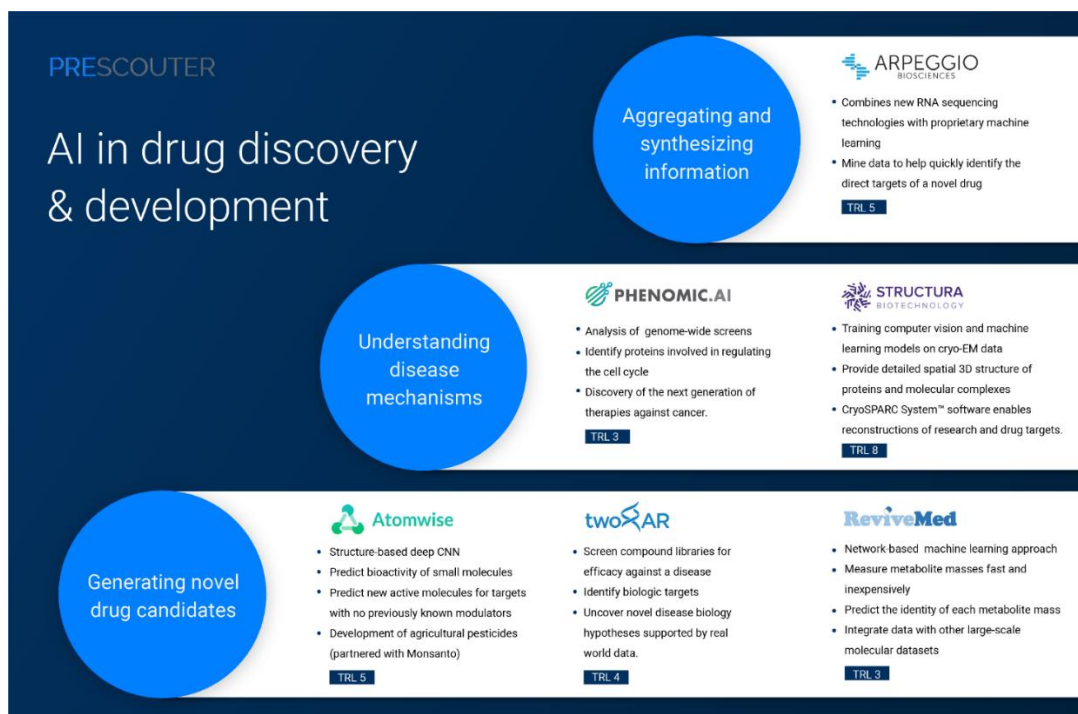 PRESCOUTER
AI in drug discovery
& development
Aggregating and
synthesizing
information
ARPEGGIO
BIOSCIENCES
• Combines new RNA sequencing
technologies with proprietary machine
learning
• Mine data to help quickly identify the
direct targets of a novel drug
TRL 5
Understanding
disease
mechanisms
PHENOMIC.AI
• Analysis of genome-wide screens
• Identify proteins involved in regulating
the cell cycle
• Discovery of the next generation of
therapies against cancer.
TRL 3
STRUCTURA
BIOTECHNOLOGY
• Training computer vision and machine
learning models on cryo-EM data
• Provide detailed spatial 3D structure of
proteins and molecular complexes
• CryoSPARC System™ software enables
reconstructions of research and drug targets.
TRL 8
Generating novel
drug candidates
Atomwise
• Structure-based deep CNN
• Predict bioactivity of small molecules
• Predict new active molecules for targets
with no previously known modulators
• Development of agricultural pesticides
(partnered with Monsanto)
TRL 5
twoXAR
• Screen compound libraries for
efficacy against a disease
• Identify biologic targets
• Uncover novel disease biology
hypotheses supported by real
world data.
TRL 4
ReviveMed
• Network-based machine learning approach
• Measure metabolite masses fast and
inexpensively
• Predict the identity of each metabolite mass
• Integrate data with other large-scale
molecular datasets
TRL 3